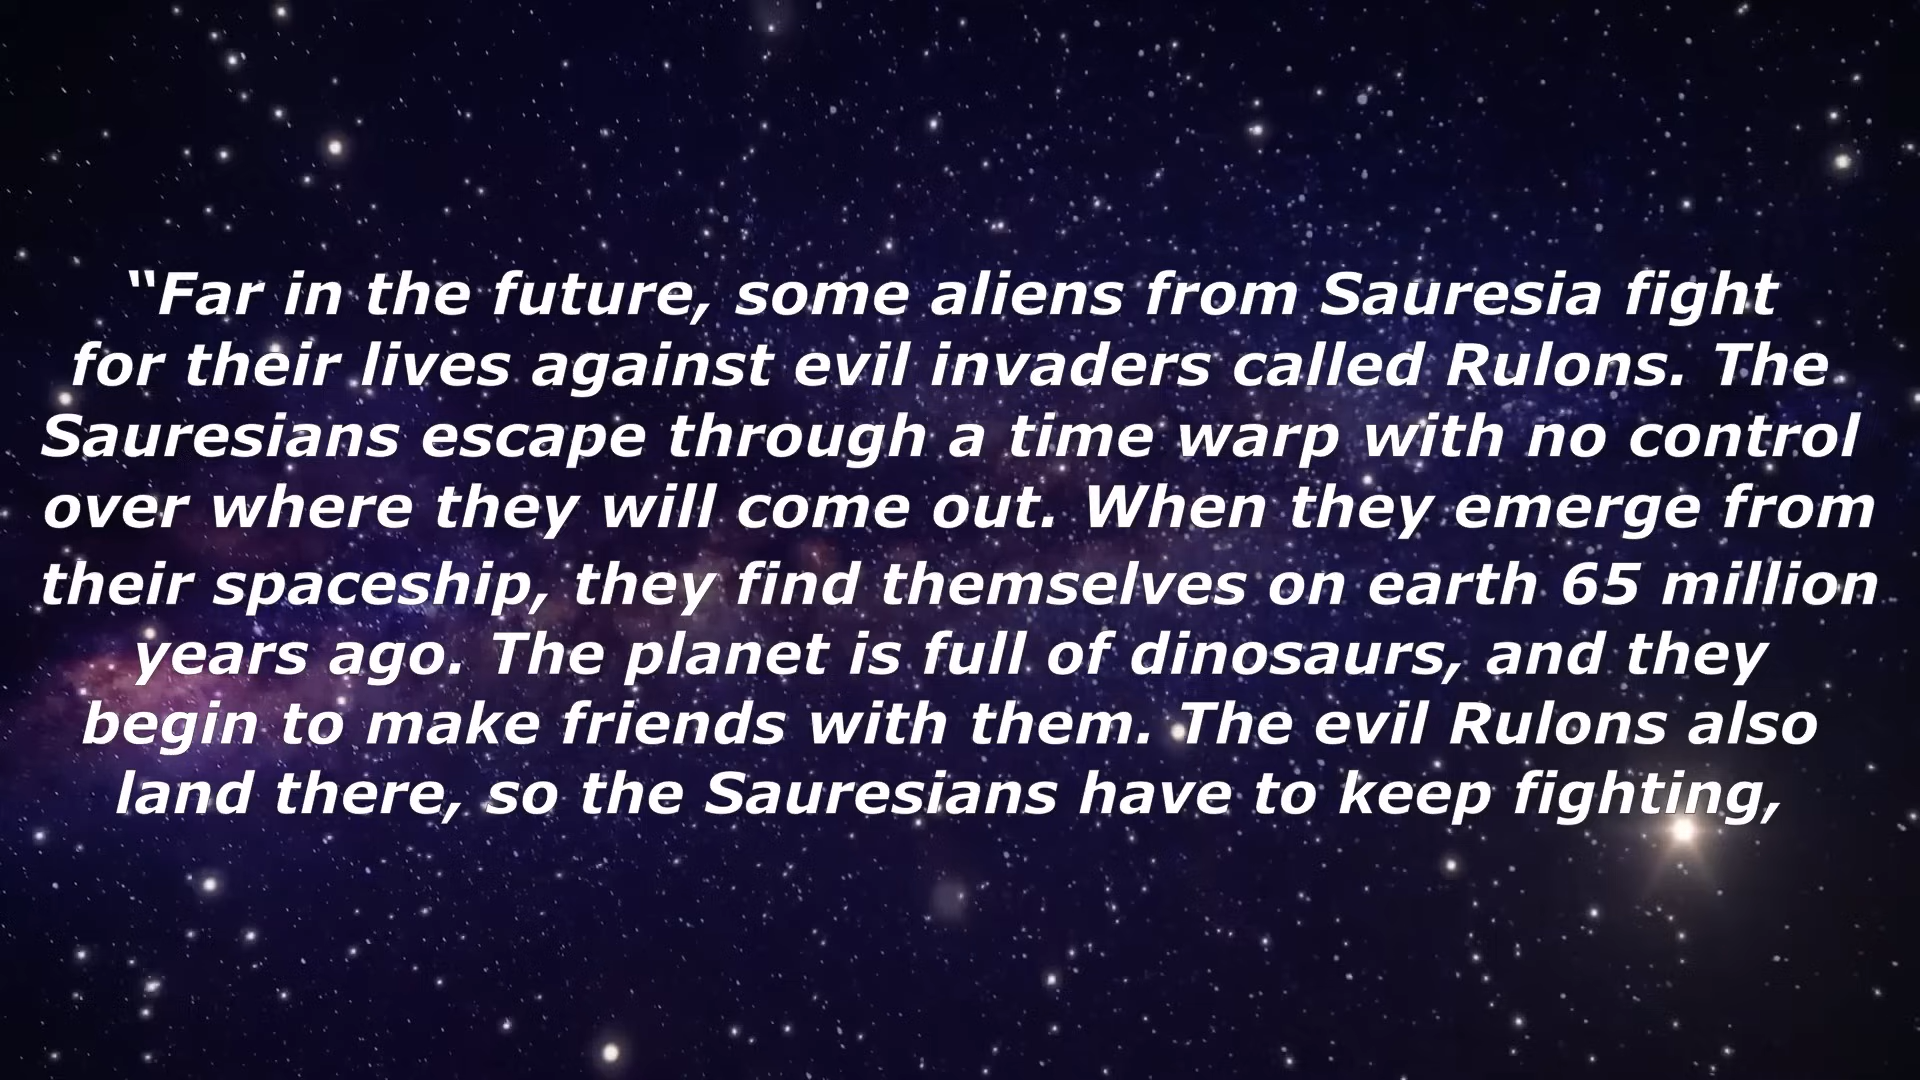 “Far in the future, some aliens from Sauresia fight
for their lives against evil invaders called Rulons. The
Sauresians escape through a time warp with no control
over where they will come out. When they emerge from
their spaceship, they find themselves on earth 65 million
years ago. The planet is full of dinosaurs, and they
begin to make friends with them. The evil Rulons also
land there, so the Sauresians have to keep fighting,